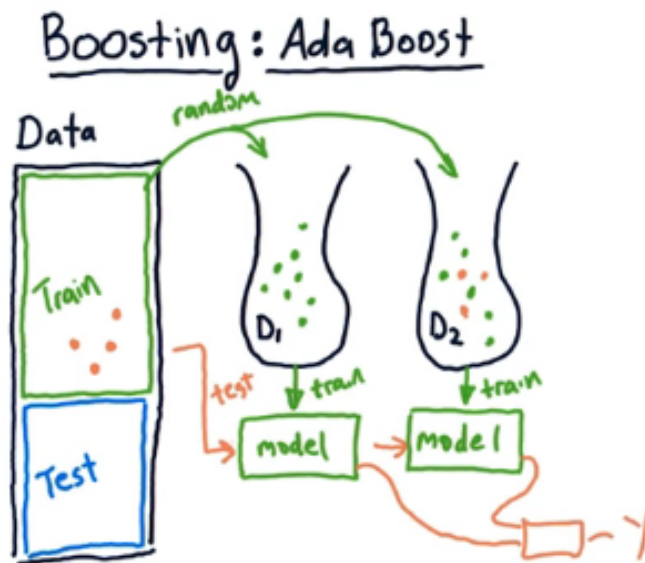 Boosting: Ada Boost
random
Data
Train
D1
D2
test
train
train
model
model
Test